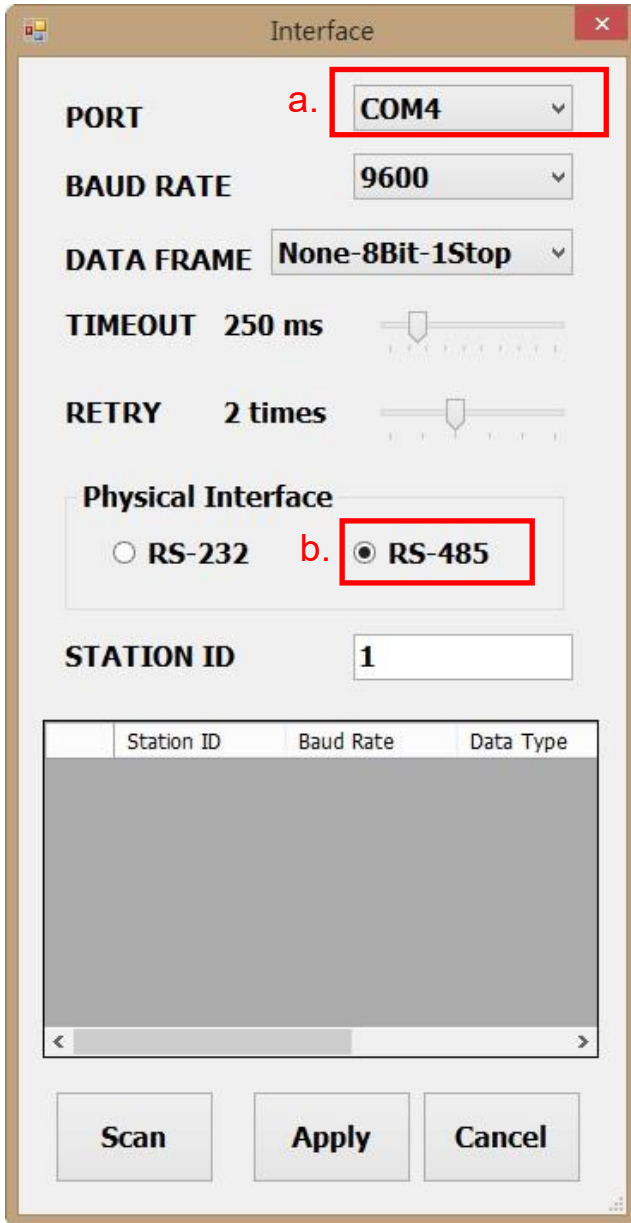 Interface
PORT a. COM4
BAUD RATE 9600
DATA FRAME None-8Bit-1Stop
TIMEOUT 250 ms
RETRY 2 times
Physical Interface
RS-232 b. RS-485
STATION ID 1
Station ID Baud Rate Data Type
Scan Apply Cancel